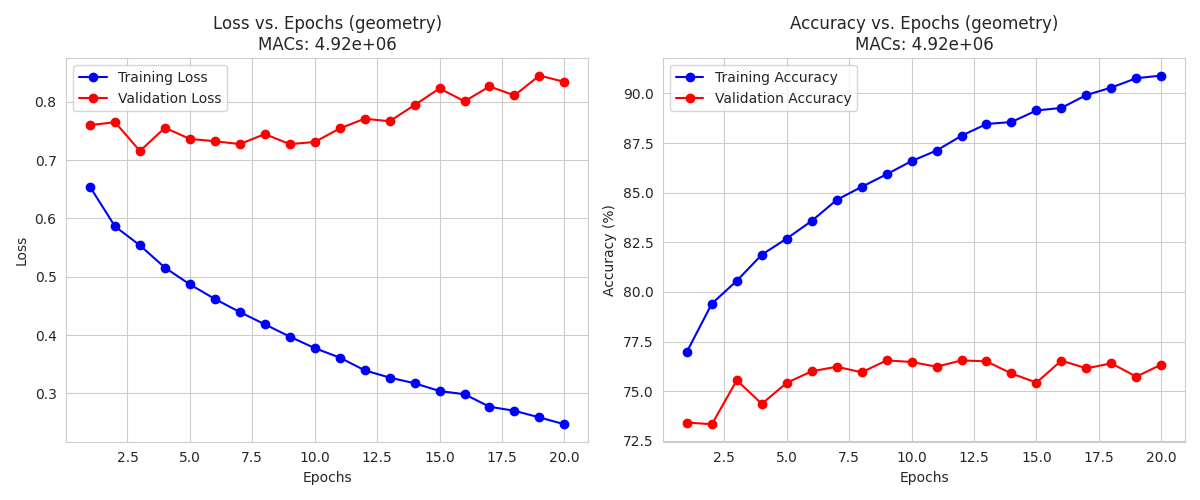 Loss vs. Epochs (geometry)
MACs: 4.92e+06
Training Loss
Validation Loss
0.8
0.7
0.6
0.5
0.4
0.3
Loss
2.5 5.0 7.5 10.0 12.5 15.0 17.5 20.0
Epochs
Accuracy vs. Epochs (geometry)
MACs: 4.92e+06
Training Accuracy
Validation Accuracy
90.0
87.5
85.0
82.5
80.0
77.5
75.0
72.5
Accuracy (%)
2.5 5.0 7.5 10.0 12.5 15.0 17.5 20.0
Epochs